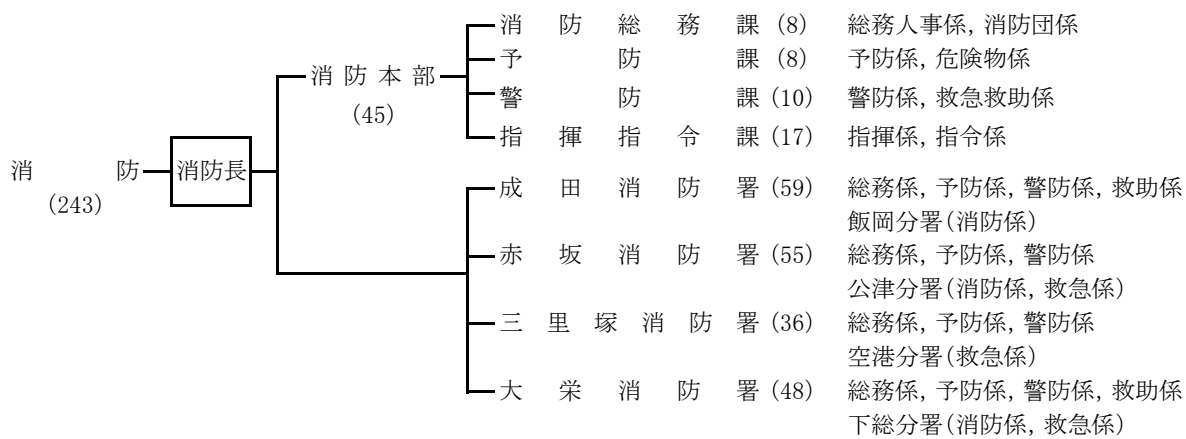 消防総務課 (8) 総務人事係, 消防団係
予防課 (8) 予防係, 危険物係
消防本部
(45)
警防課 (10) 警防係, 救急救助係
指揮指令課 (17) 指揮係, 指令係
消防
(243)
消防長
成田消防署 (59) 総務係, 予防係, 警防係, 救助係
飯岡分署(消防係)
赤坂消防署 (55) 総務係, 予防係, 警防係
公津分署(消防係, 救急係)
三里塚消防署 (36) 総務係, 予防係, 警防係
空港分署(救急係)
大栄消防署 (48) 総務係, 予防係, 警防係, 救助係
下総分署(消防係, 救急係)